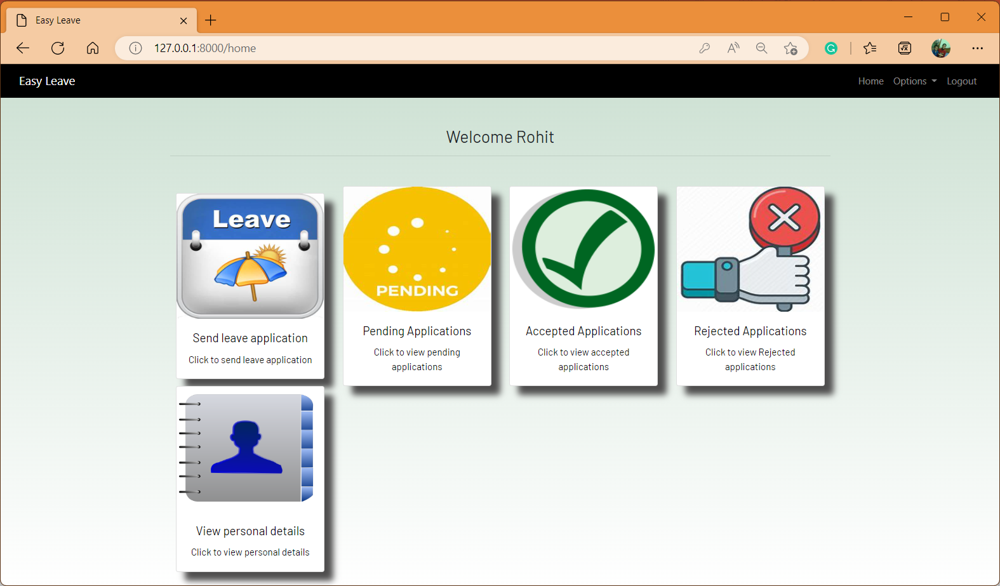 Easy Leave
127.0.0.1:8000/home
Easy Leave
Home Options Logout
Welcome Rohit
Leave
Send leave application
Click to send leave application
PENDING
Pending Applications
Click to view pending
applications
Accepted Applications
Click to view accepted
applications
Rejected Applications
Click to view Rejected
applications
View personal details
Click to view personal details